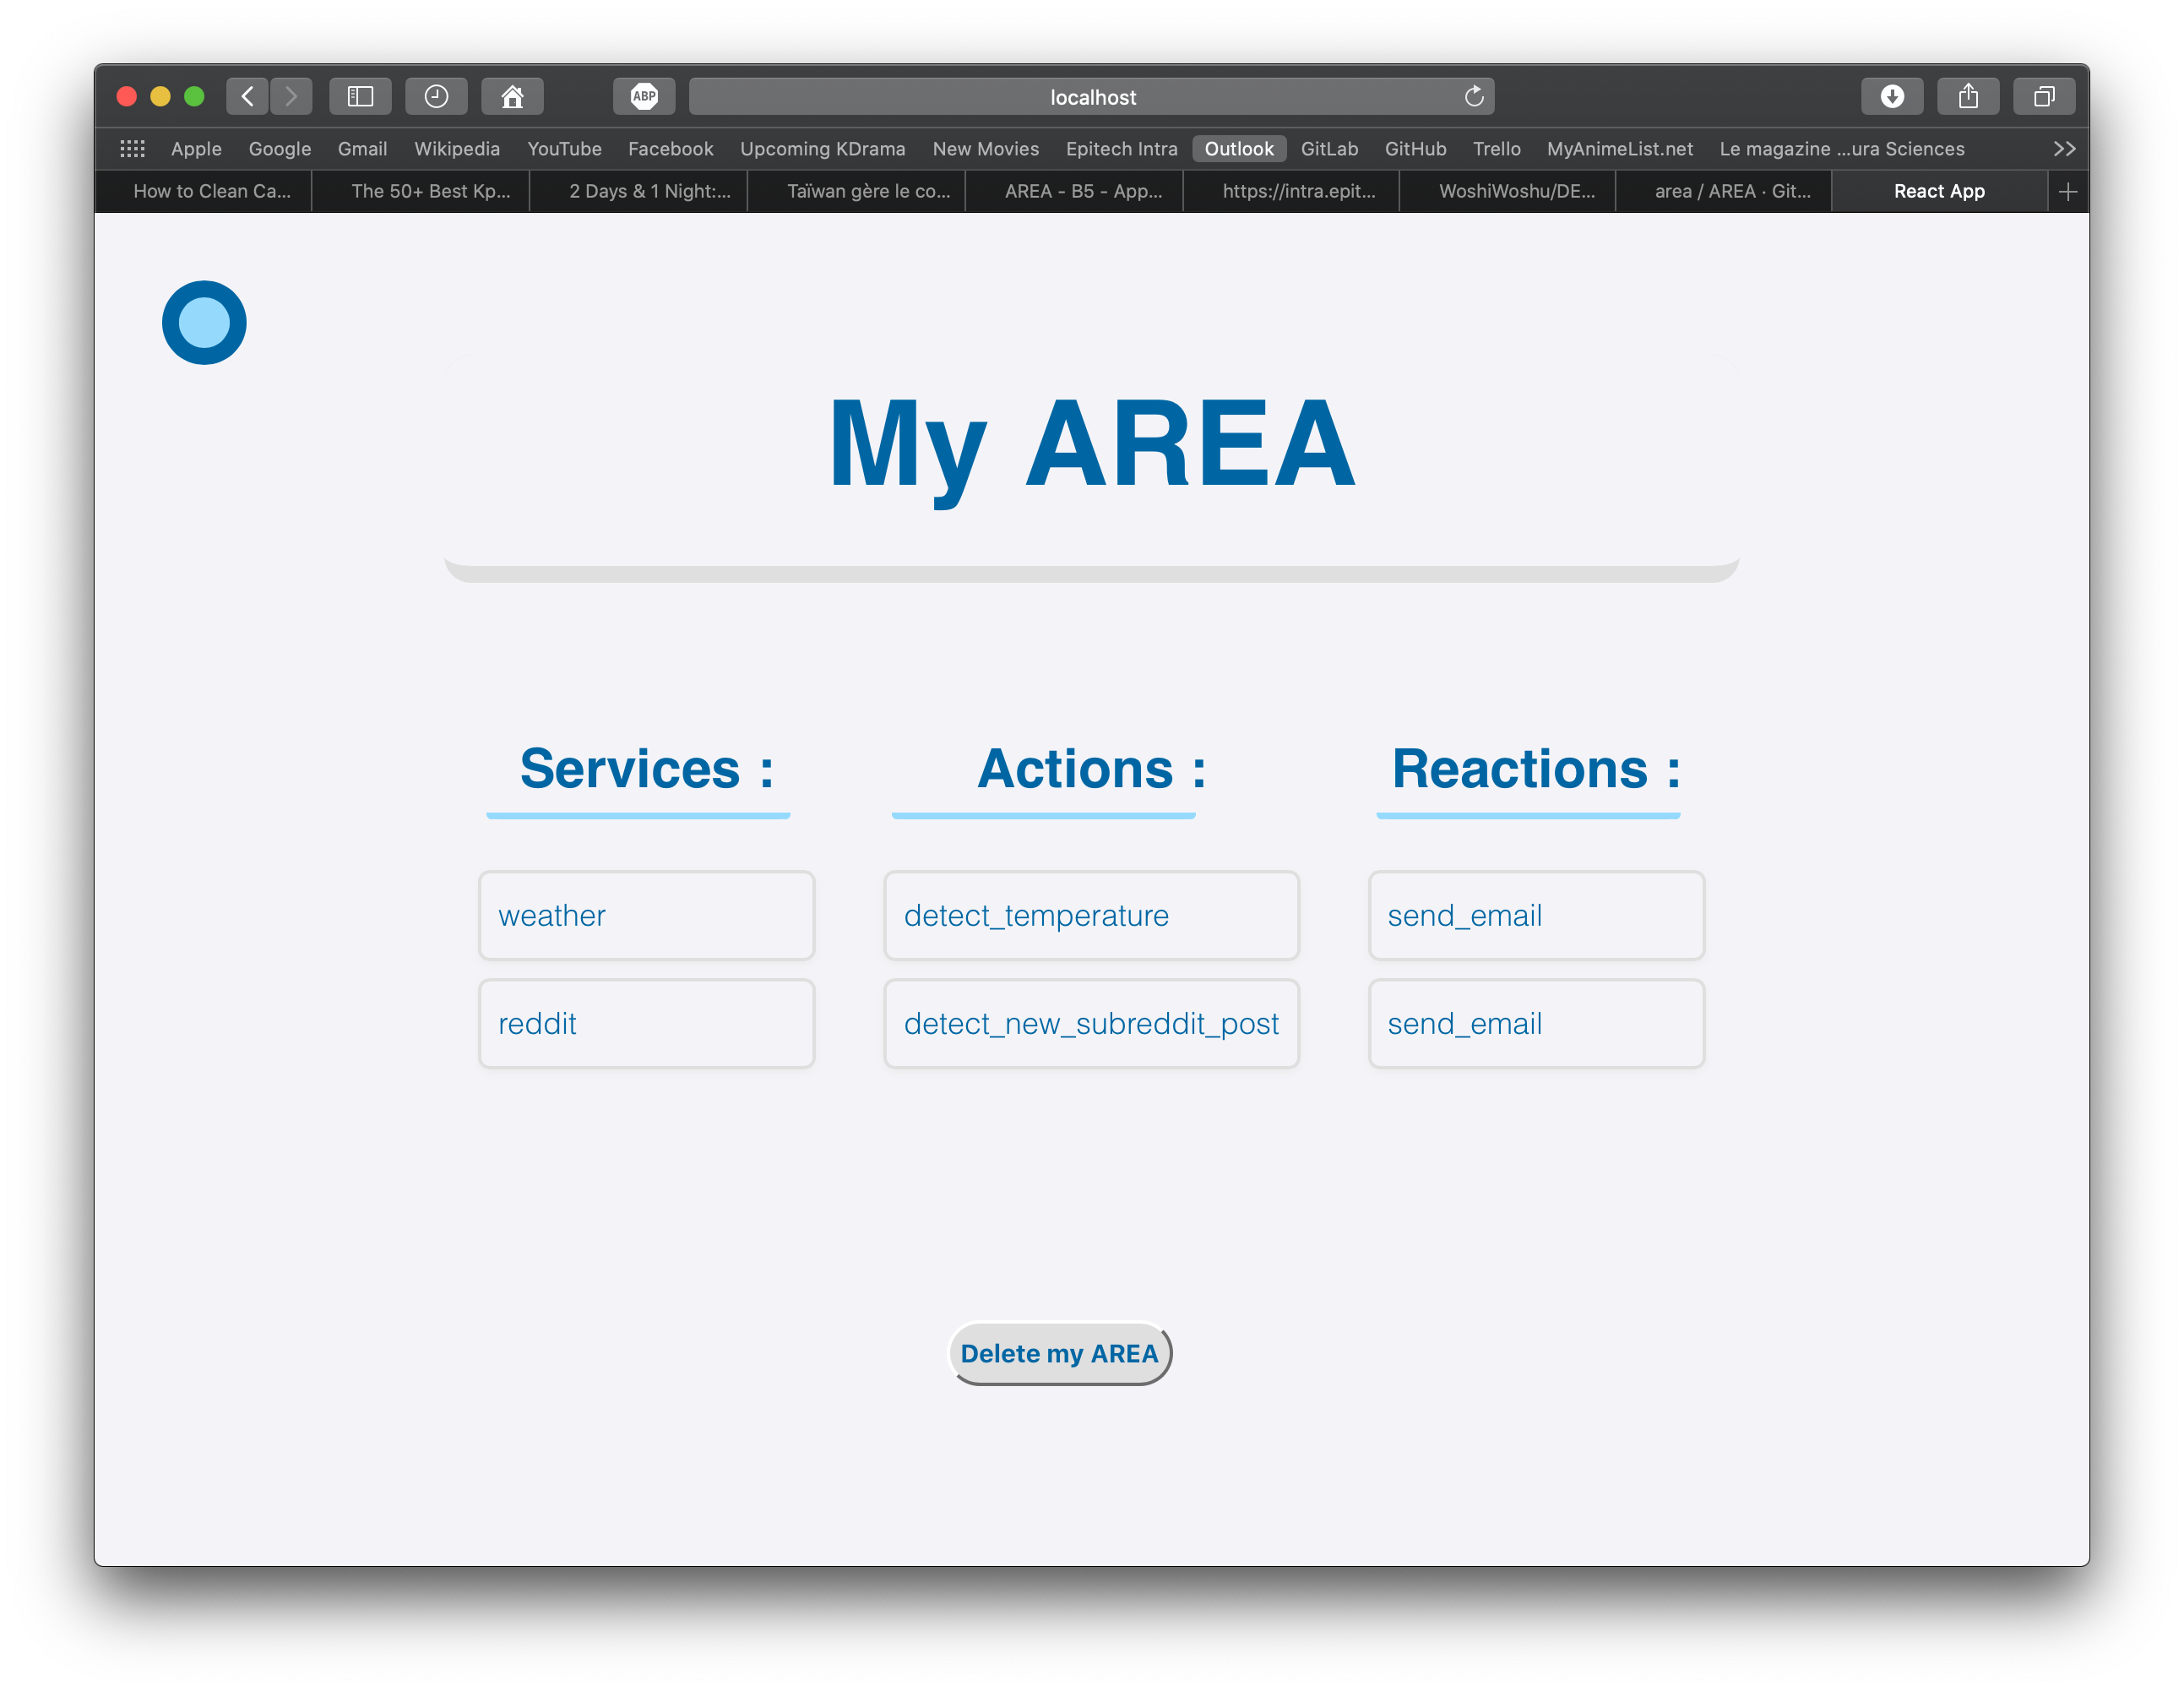 ABP
localhost
Apple Google Gmail Wikipedia YouTube Facebook Upcoming KDrama New Movies Epitech Intra Outlook GitLab GitHub Trello MyAnimeList.net Le magazine ...ura Sciences
How to Clean Ca... The 50+ Best Kp... 2 Days & 1 Night:... Taïwan gère le co... AREA - B5 - App... https://intra.epit... WoshiWoshu/DE... area / AREA · Git... React App
My AREA
Services : Actions : Reactions :
weather detect_temperature send_email
reddit detect_new_subreddit_post send_email
Delete my AREA